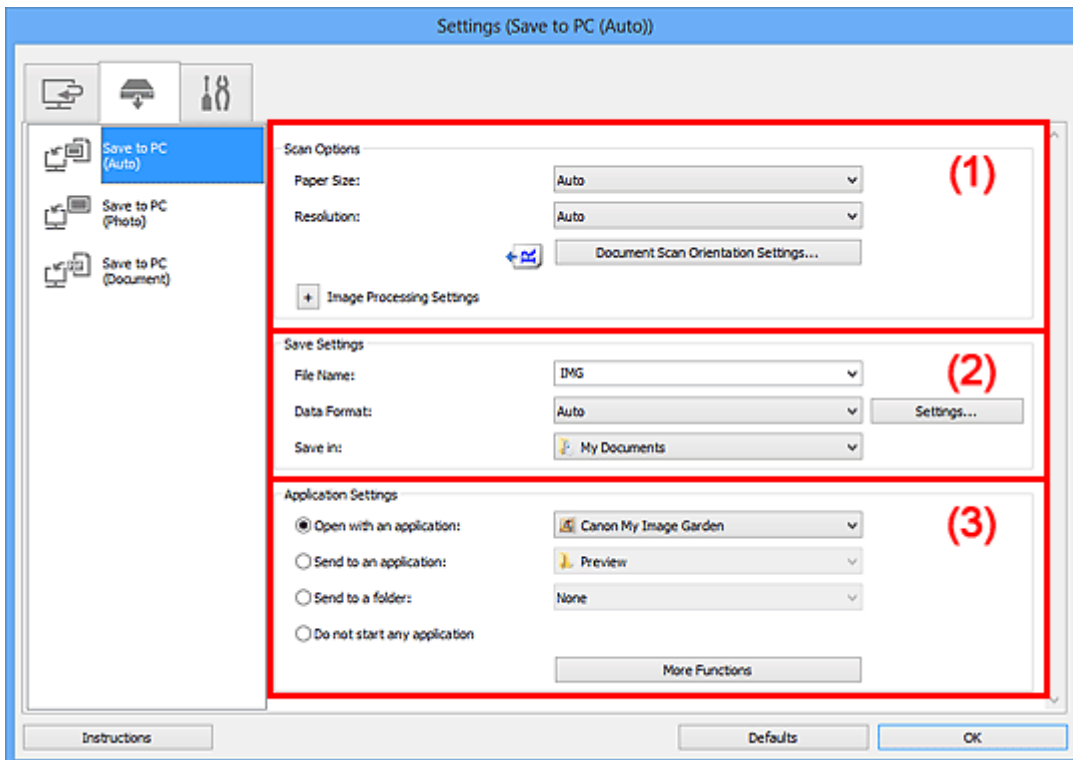 Settings (Save to PC (Auto))
Save to PC
(Auto)
Save to PC
(Photo)
Save to PC
(Document)
Scan Options
(1)
Paper Size:
Auto
Resolution:
Auto
Document Scan Orientation Settings...
+ Image Processing Settings
Save Settings
(2)
File Name:
IMG
Data Format:
Auto
Settings...
Save in:
My Documents
Application Settings
(3)
Open with an application:
Canon My Image Garden
Send to an application:
Preview
Send to a folder:
None
Do not start any application
More Functions
Instructions
Defaults
OK